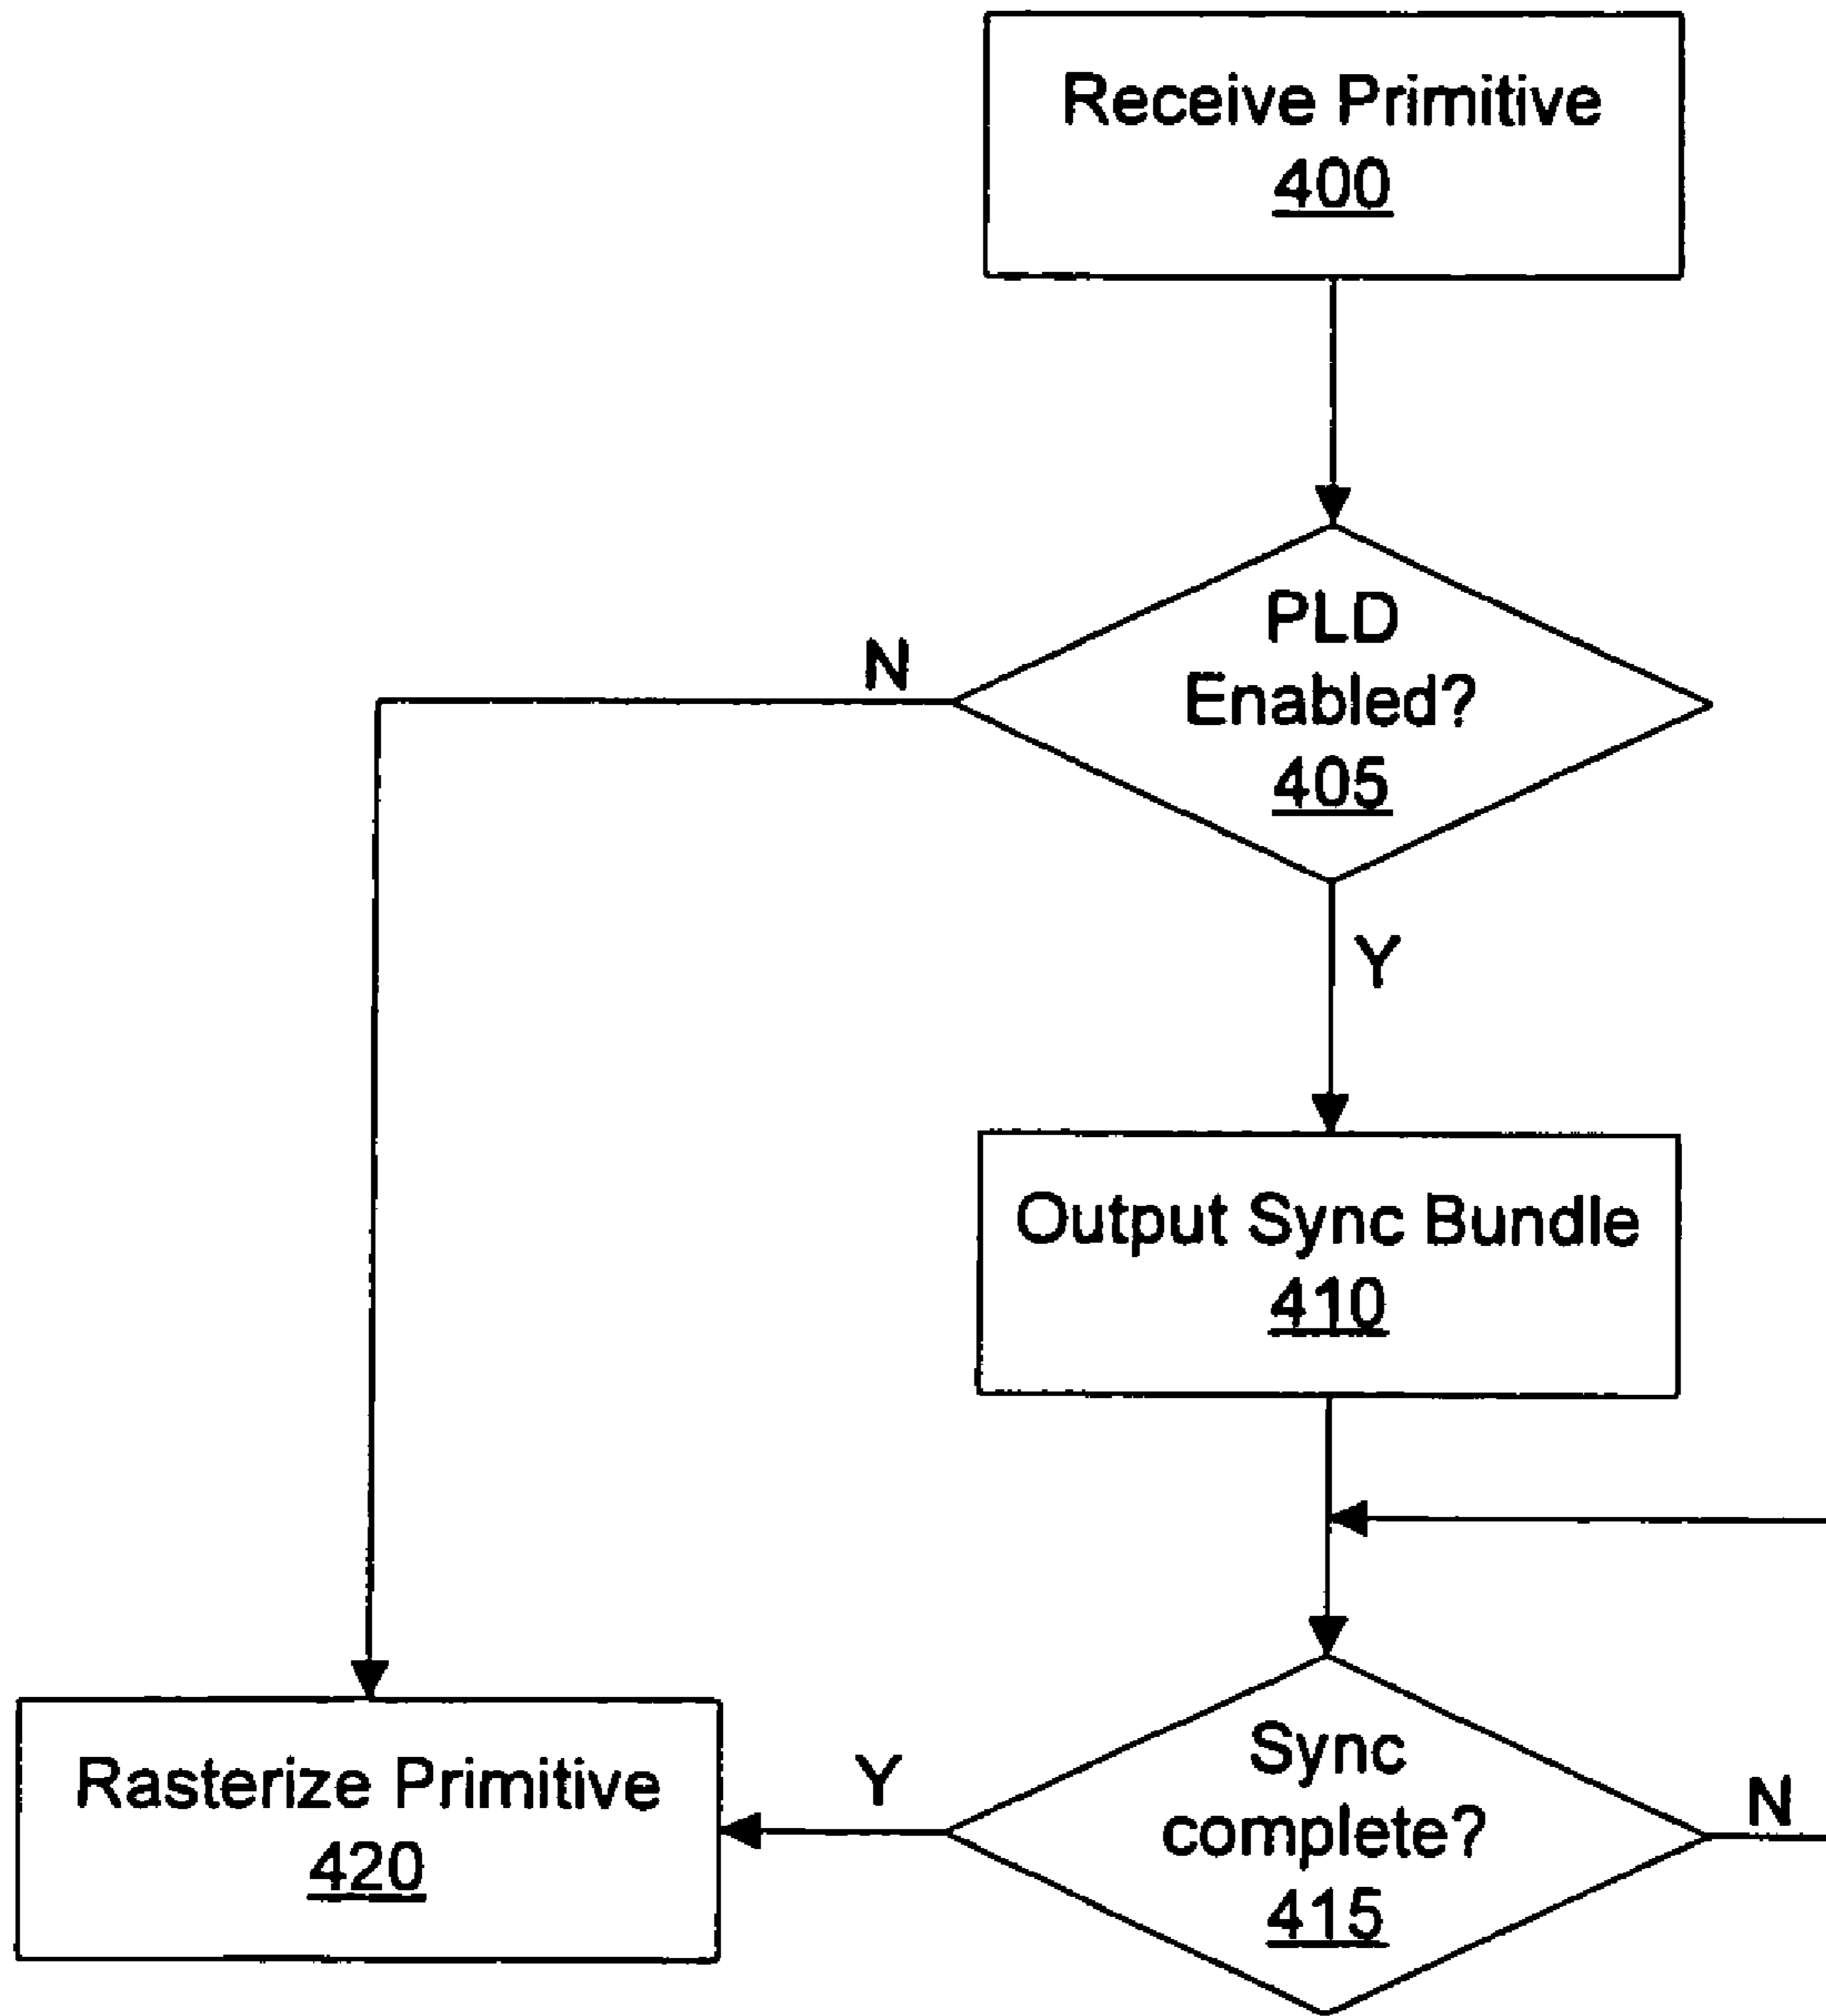 Receive Primitive
400
PLD
Enabled?
405
N
Y
Output Sync Bundle
410
Sync
complete?
415
Y
N
Rasterize Primitive
420